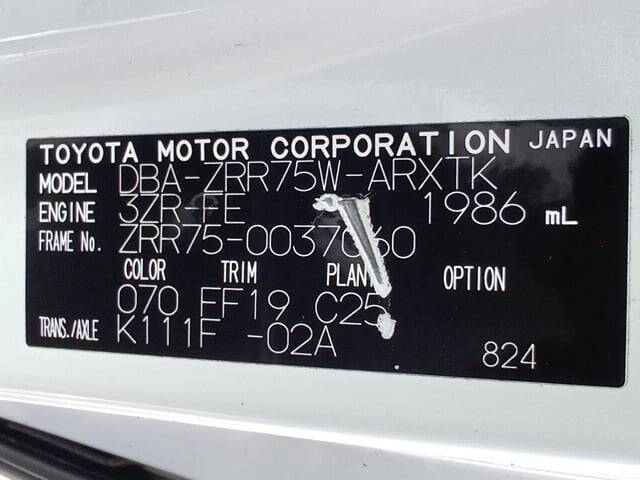 TOYOTA MOTOR CORPORATION JAPAN
MODEL DBA-ZRR75W-ARXTK
ENGINE 3ZR-FE 1986 mL
FRAME No. ZRR75-0037060
COLOR TRIM PLANT OPTION
070 FF19 C25
TRANS./AXLE K111F -02A
824